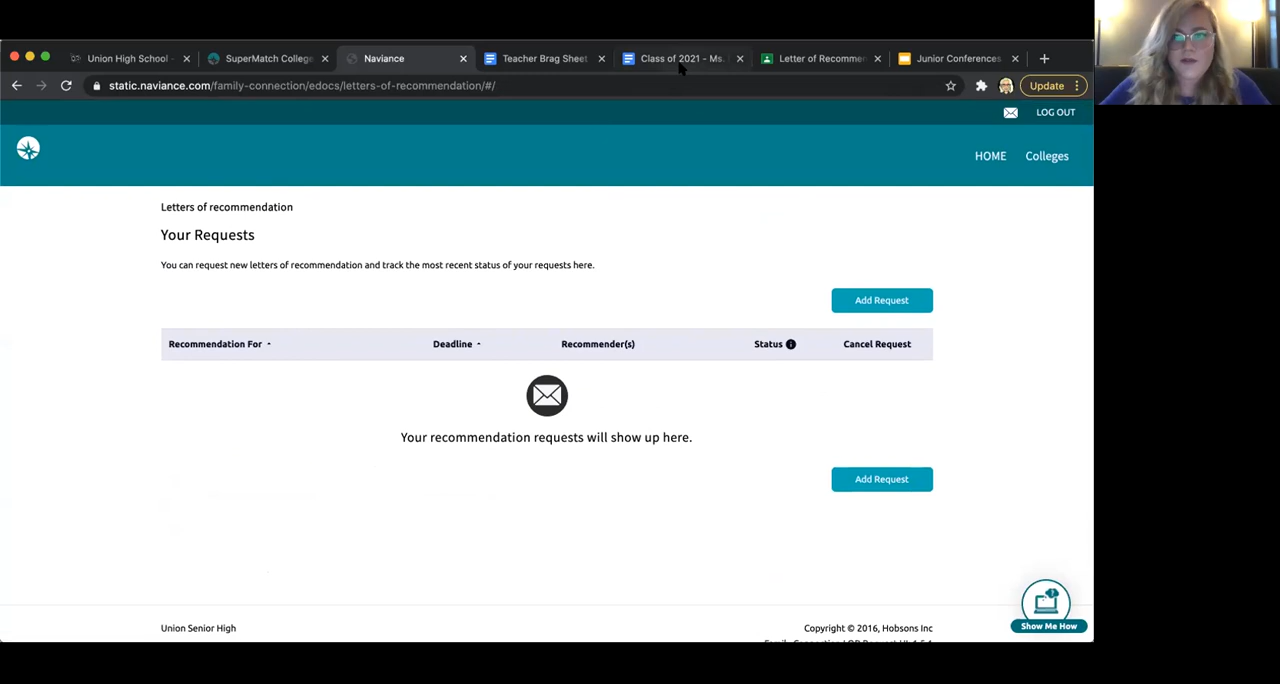 Union High School -
SuperMatch College
Naviance
Teacher Brag Sheet
Class of 2021 - Ms.
Letter of Recommen
Junior Conferences
static.naviance.com/family-connection/edocs/letters-of-recommendation/#/
Update
LOG OUT
HOME
Colleges
Letters of recommendation
Your Requests
You can request new letters of recommendation and track the most recent status of your requests here.
Add Request
Recommendation For
Deadline
Recommender(s)
Status
Cancel Request
Your recommendation requests will show up here.
Add Request
Show Me How
Union Senior High
Copyright © 2016, Hobsons Inc